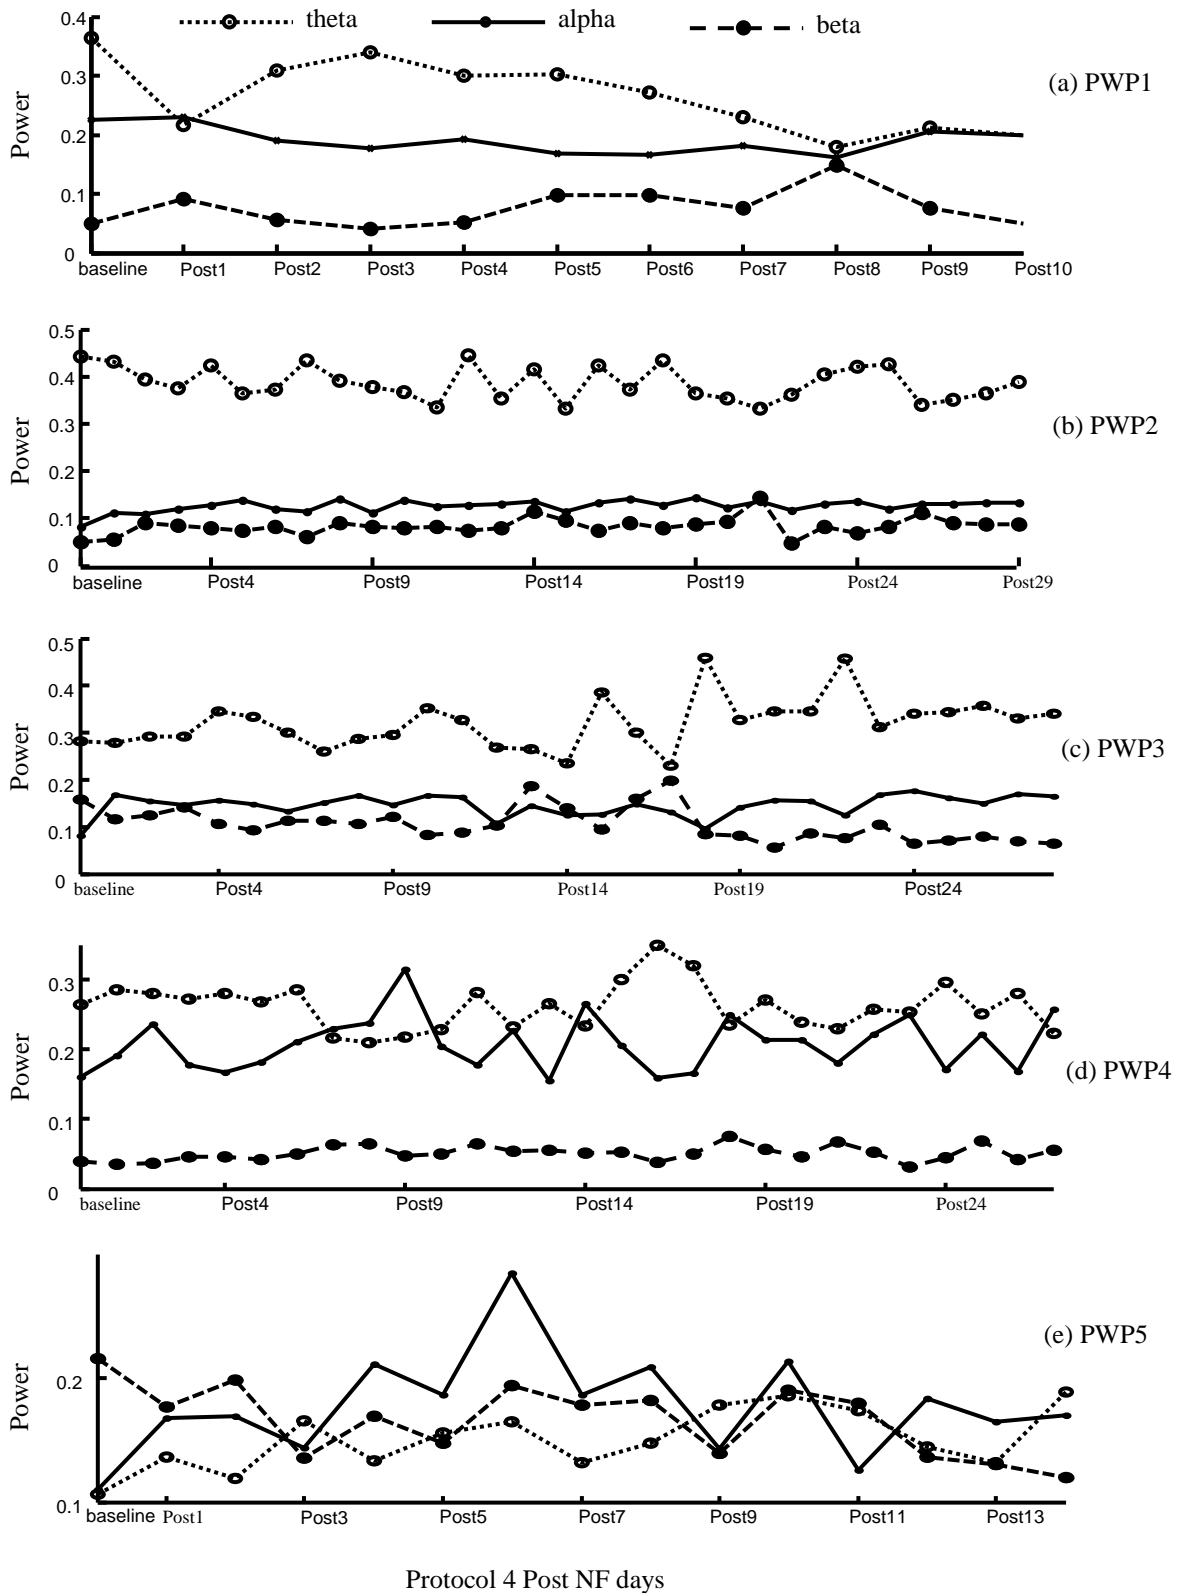 theta alpha beta
0.4
0.3
0.2
0.1
0
Power
(a) PWP1
baseline Post1 Post2 Post3 Post4 Post5 Post6 Post7 Post8 Post9 Post10
0.5
0.4
0.3
0.2
0.1
0
Power
(b) PWP2
baseline Post4 Post9 Post14 Post19 Post24 Post29
0.5
0.4
0.3
0.2
0.1
0
Power
(c) PWP3
baseline Post4 Post9 Post14 Post19 Post24
0.3
0.2
0.1
0
Power
(d) PWP4
baseline Post4 Post9 Post14 Post19 Post24
0.2
0.1
Power
(e) PWP5
baseline Post1 Post3 Post5 Post7 Post9 Post11 Post13
Protocol 4 Post NF days